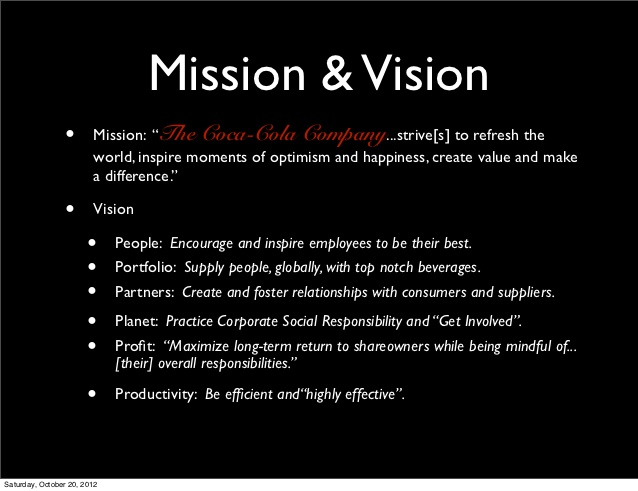 Mission & Vision
• Mission: “The Coca-Cola Company...strive[s] to refresh the
world, inspire moments of optimism and happiness, create value and make
a difference.”
• Vision
• People: Encourage and inspire employees to be their best.
• Portfolio: Supply people, globally, with top notch beverages.
• Partners: Create and foster relationships with consumers and suppliers.
• Planet: Practice Corporate Social Responsibility and “Get Involved”.
• Profit: “Maximize long-term return to shareowners while being mindful of...
[their] overall responsibilities.”
• Productivity: Be efficient and“highly effective”.
Saturday, October 20, 2012